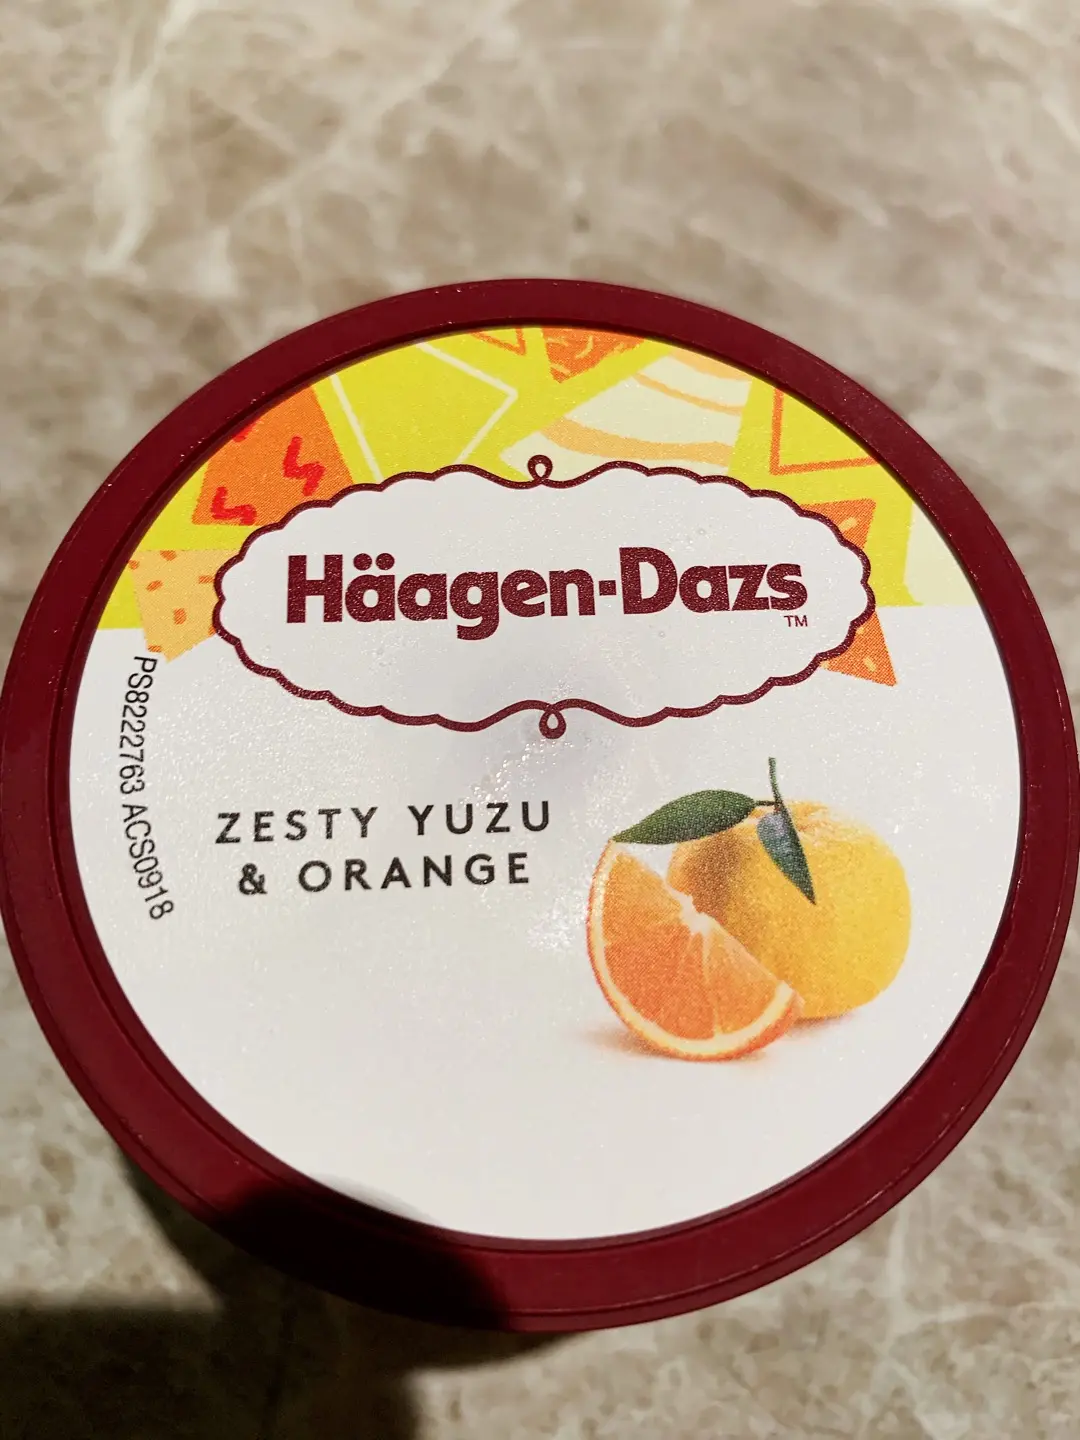 Häagen-Dazs
TM
PS8222763 ACS0918
ZESTY YUZU
& ORANGE